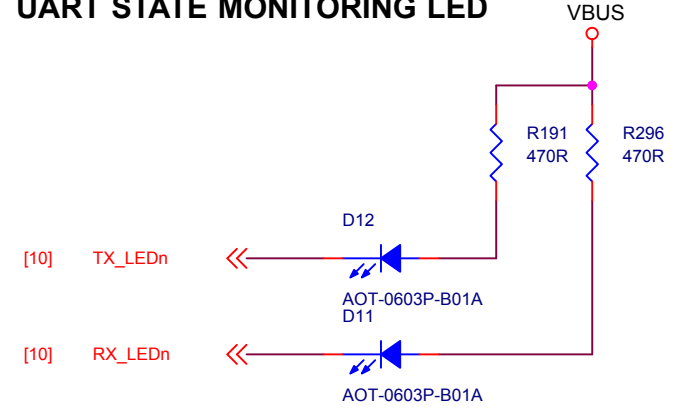 UART STATE MONITORING LED
VBUS
R191
470R
R296
470R
D12
[10] TX_LEDn
AOT-0603P-B01A
D11
[10] RX_LEDn
AOT-0603P-B01A